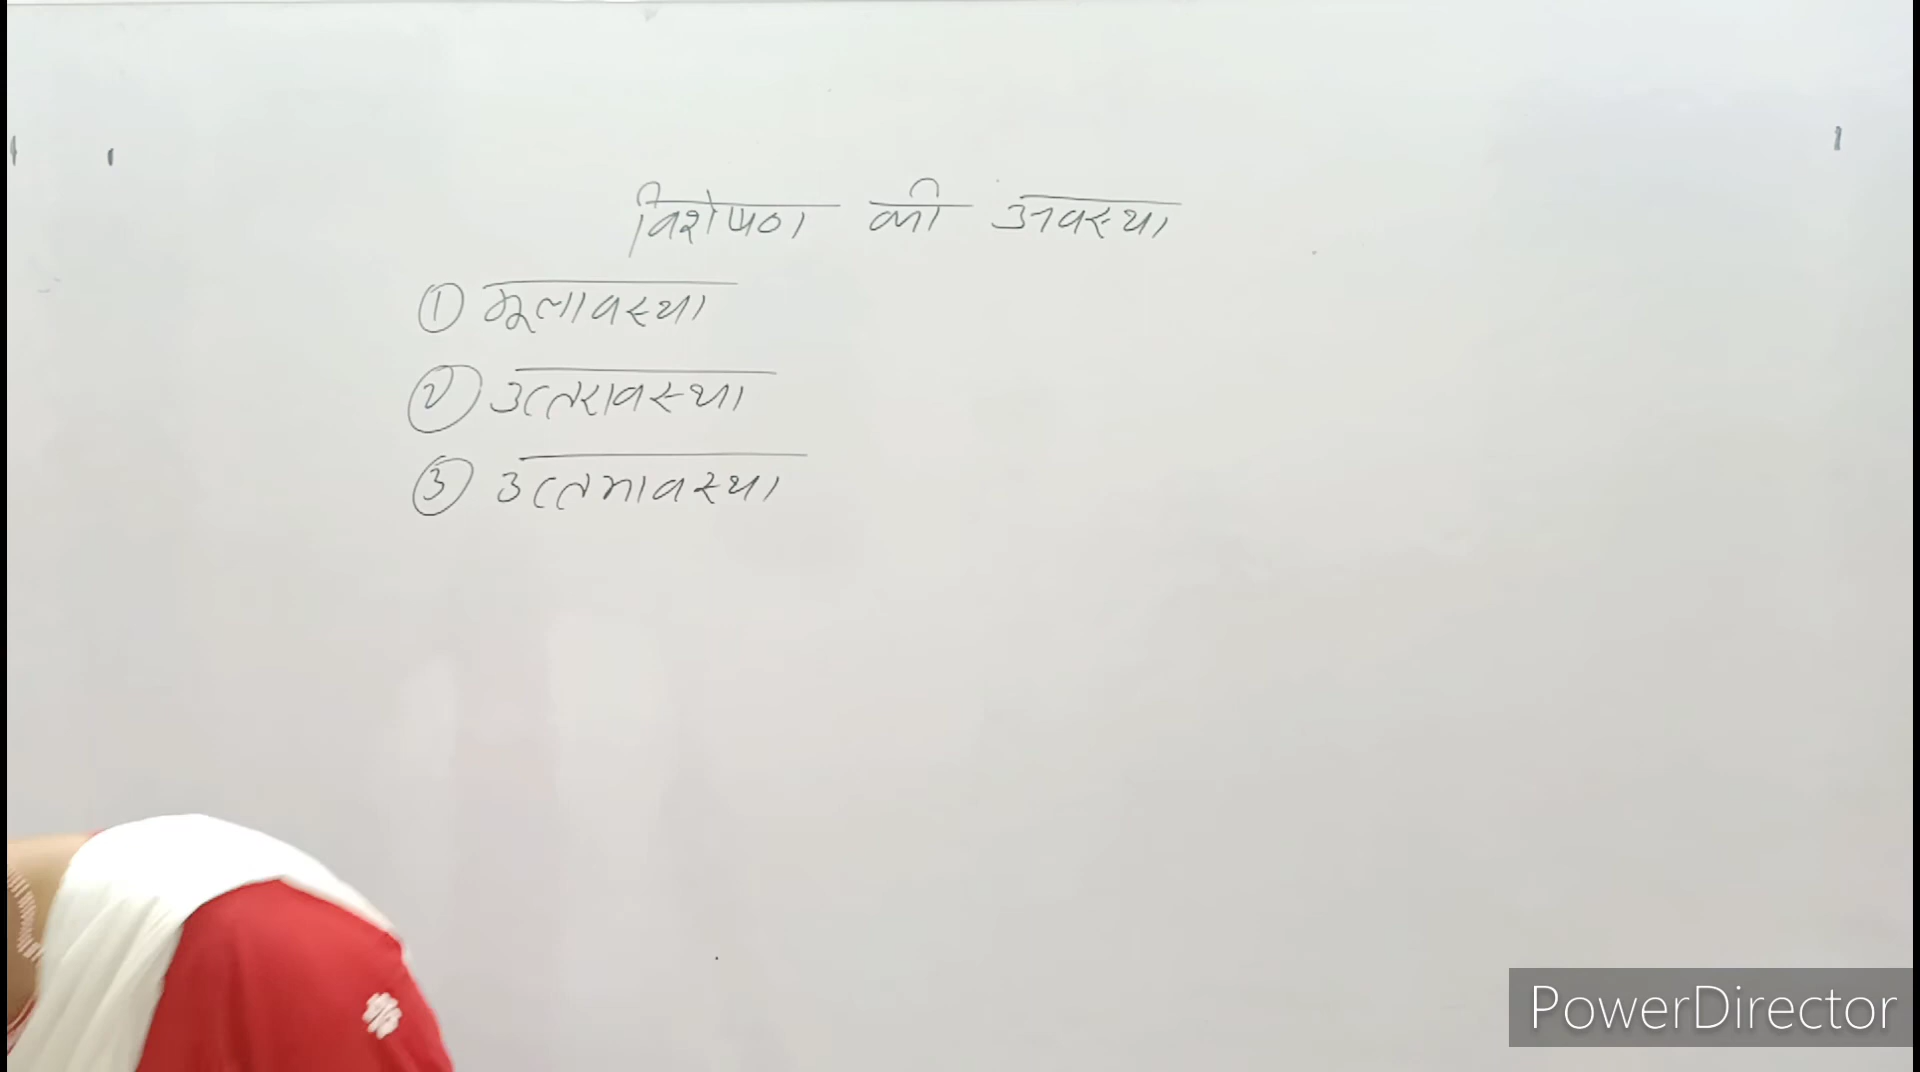 विशेषण की अवस्था
① मूलावस्था
② उत्तरावस्था
③ उत्तमावस्था
PowerDirector